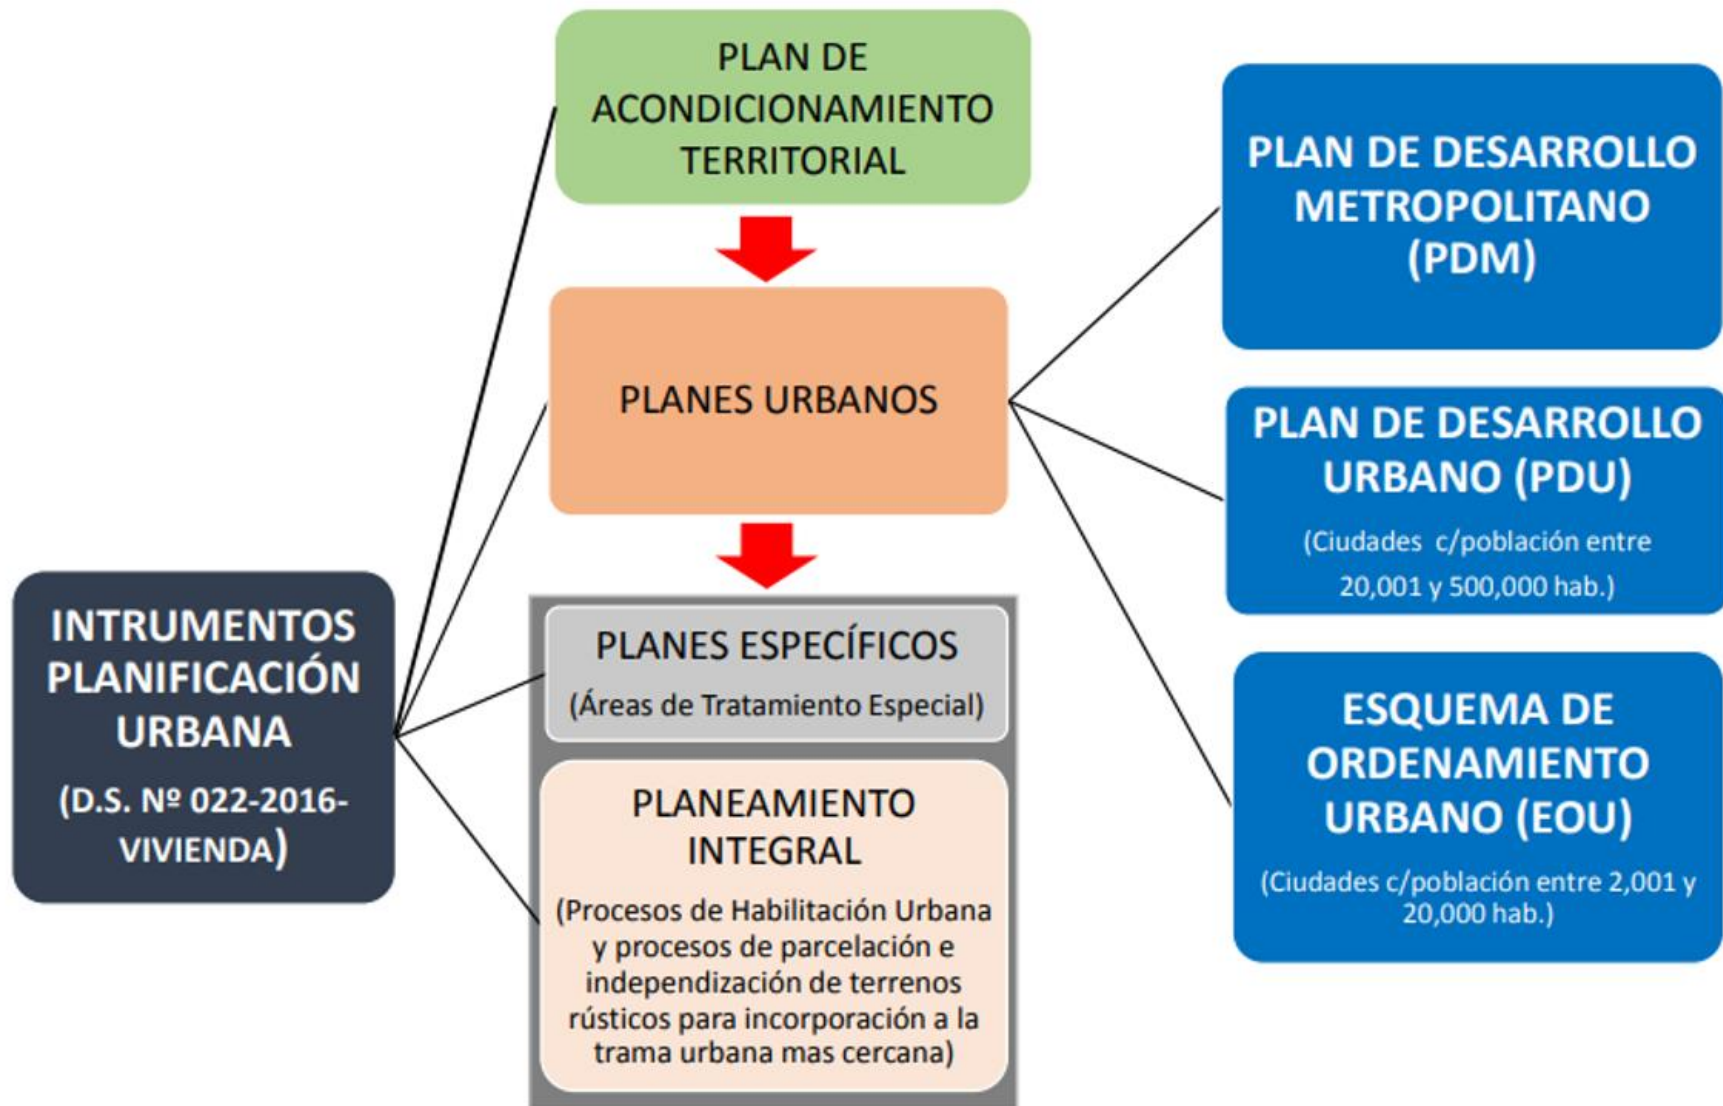 INTRUMENTOS
PLANIFICACIÓN
URBANA
(D.S. Nº 022-2016-
VIVIENDA)
PLAN DE
ACONDICIONAMIENTO
TERRITORIAL
PLANES URBANOS
PLANES ESPECÍFICOS
(Áreas de Tratamiento Especial)
PLANEAMIENTO
INTEGRAL
(Procesos de Habilitación Urbana
y procesos de parcelación e
independización de terrenos
rústicos para incorporación a la
trama urbana mas cercana)
PLAN DE DESARROLLO
METROPOLITANO
(PDM)
PLAN DE DESARROLLO
URBANO (PDU)
(Ciudades c/población entre
20,001 y 500,000 hab.)
ESQUEMA DE
ORDENAMIENTO
URBANO (EOU)
(Ciudades c/población entre 2,001 y
20,000 hab.)